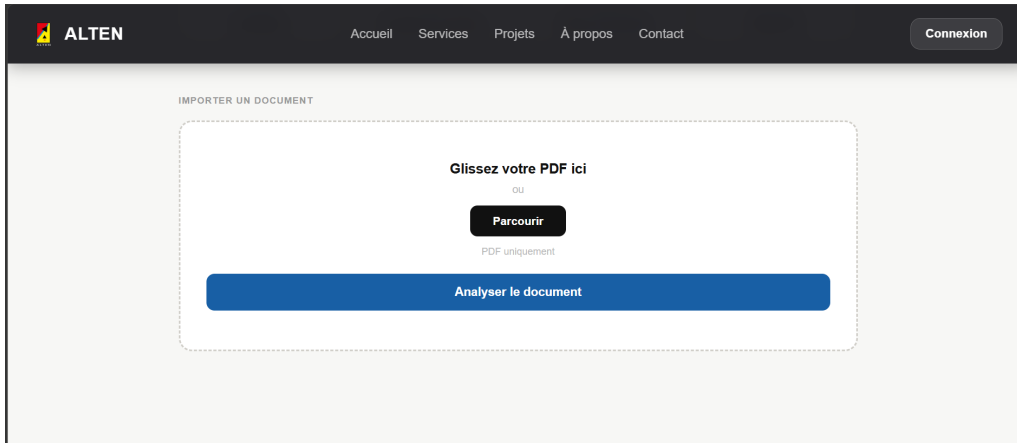 ALTEN
ALTEN
Accueil
Services
Projets
À propos
Contact
Connexion
IMPORTER UN DOCUMENT
Glissez votre PDF ici
ou
Parcourir
PDF uniquement
Analyser le document